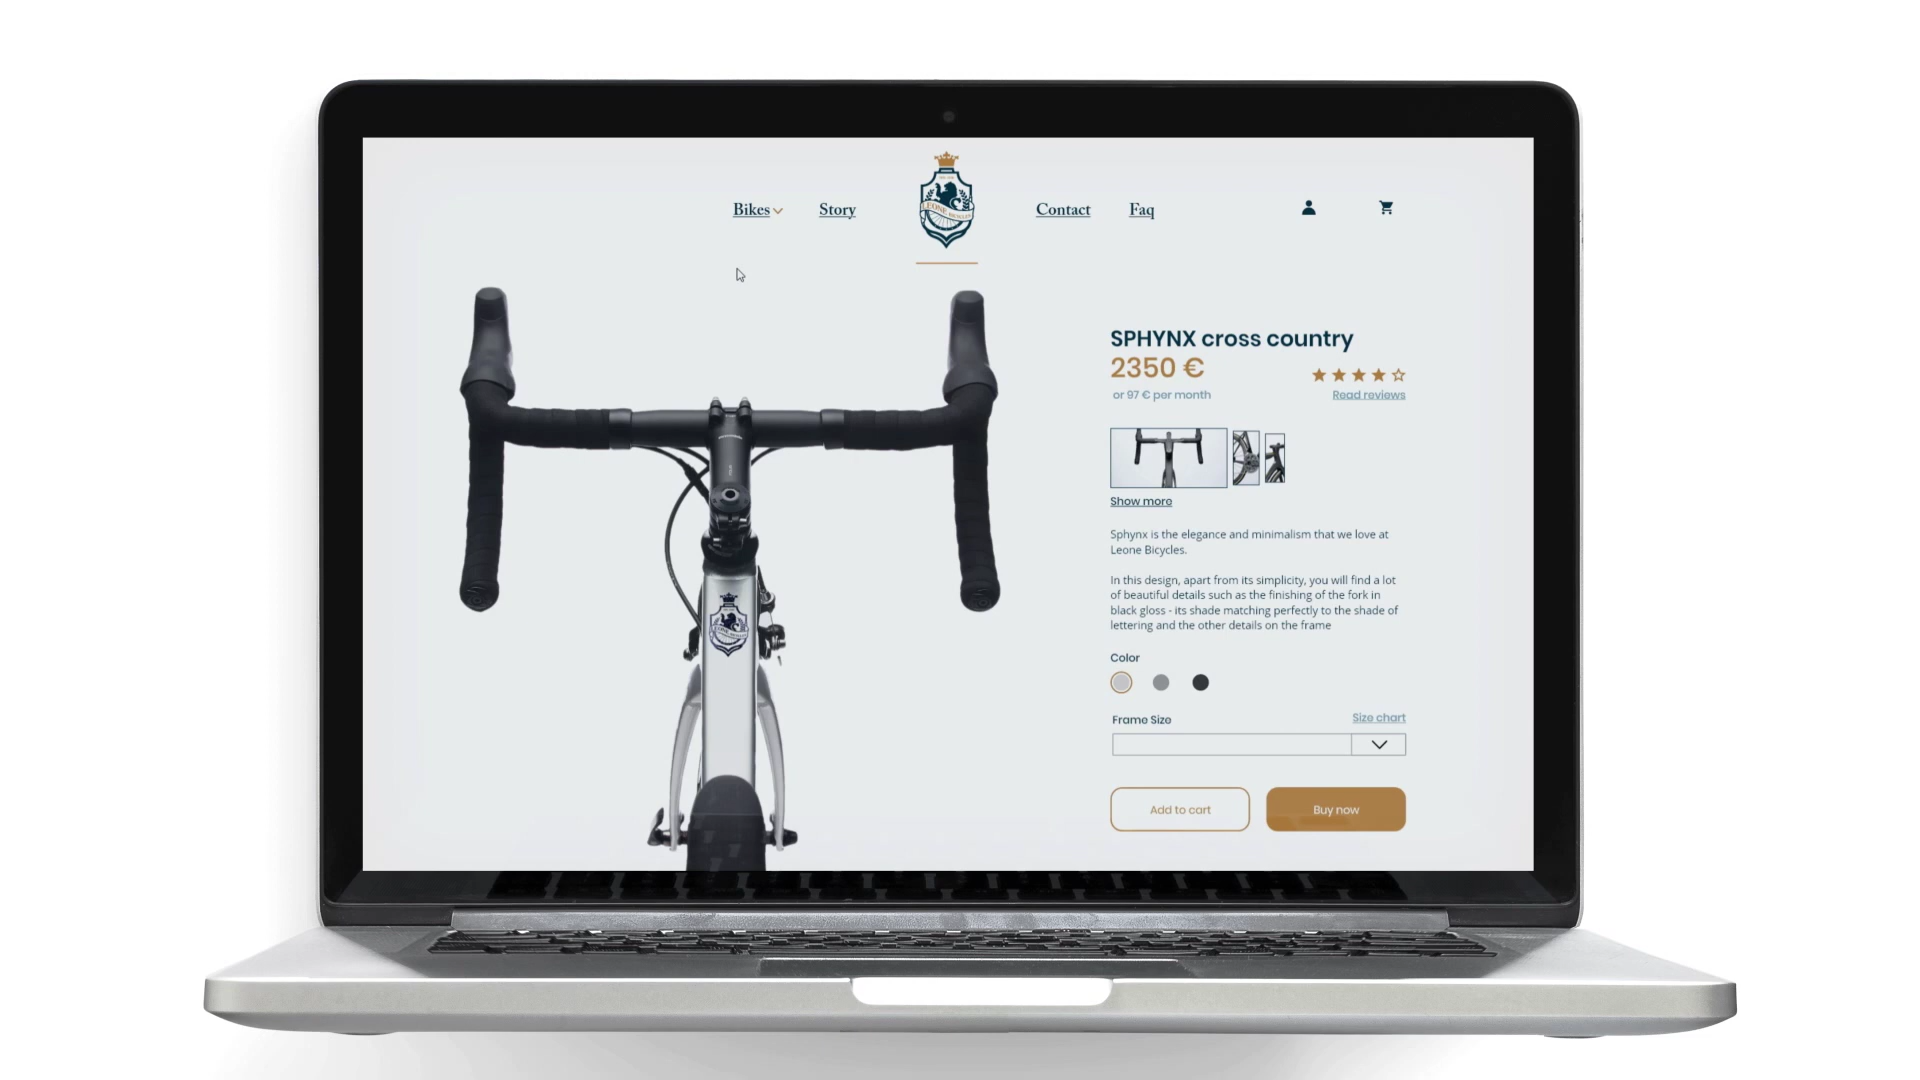 Bikes
Story
LEONE BICYCLES
Contact
Faq
SPHYNX cross country
2350 €
or 97 € per month
Read reviews
Show more
Sphynx is the elegance and minimalism that we love at
Leone Bicycles.
In this design, apart from its simplicity, you will find a lot
of beautiful details such as the finishing of the fork in
black gloss - its shade matching perfectly to the shade of
lettering and the other details on the frame
Color
Frame Size
Size chart
Add to cart
Buy now
LEONE BICYCLES